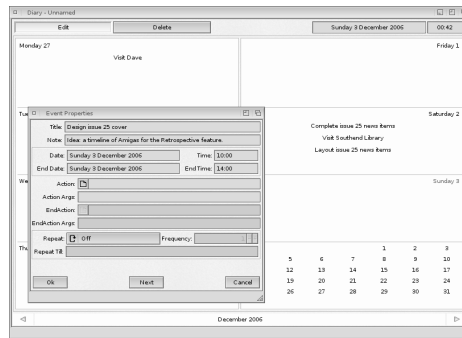 Diary - Unnamed
Edit
Delete
Sunday 3 December 2006
00:42
Monday 27
Visit Dave
Friday 1
Tue
Saturday 2
Complete issue 25 news items
Visit Southend Library
Layout issue 25 news items
Event Properties
Title: Design issue 25 cover
Note: Idea: a timeline of Amigas for the Retrospective feature.
Date: Sunday 3 December 2006
Time: 10:00
End Date: Sunday 3 December 2006
End Time: 14:00
Action:
Action Args:
EndAction:
EndAction Args:
Repeat: Off
Frequency:
Repeat Till:
Ok
Next
Cancel
We
Sunday 3
Thu
1 2 3
5 6 7 8 9 10
12 13 14 15 16 17
19 20 21 22 23 24
26 27 28 29 30 31
December 2006